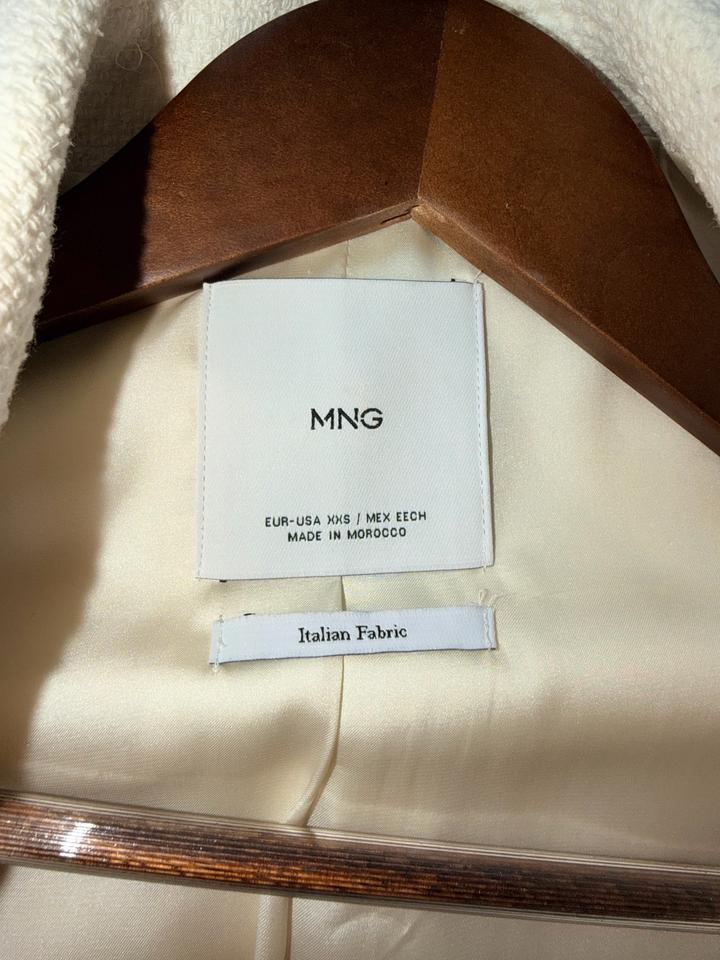 MNG
EUR-USA XXS / MEX EECH
MADE IN MOROCCO
Italian Fabric